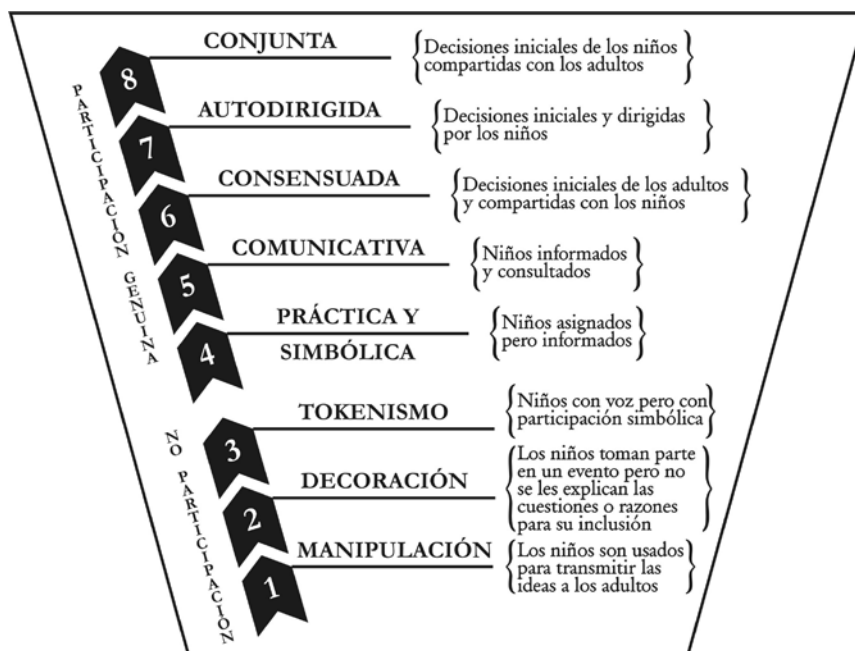 8
CONJUNTA
Decisiones iniciales de los niños
compartidas con los adultos
7
AUTODIRIGIDA
Decisiones iniciales y dirigidas
por los niños
6
CONSENSUADA
Decisiones iniciales de los adultos
y compartidas con los niños
5
COMUNICATIVA
Niños informados
y consultados
4
PRÁCTICA Y
SIMBÓLICA
Niños asignados
pero informados
PARTICIPACIÓN GENUINA
3
TOKENISMO
Niños con voz pero con
participación simbólica
2
DECORACIÓN
Los niños toman parte
en un evento pero no
se les explican las
cuestiones o razones
para su inclusión
1
MANIPULACIÓN
Los niños son usados
para transmitir las
ideas a los adultos
NO PARTICIPACIÓN